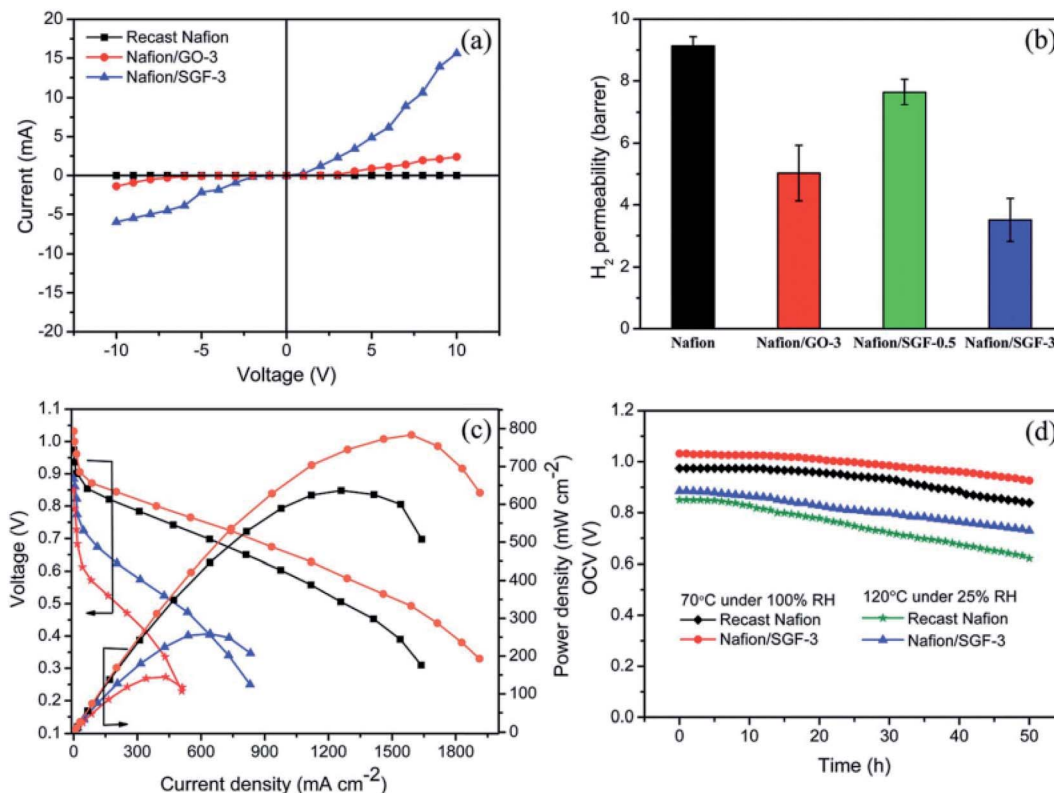 (a)
Recast Nafion
Nafion/GO-3
Nafion/SGF-3
Current (mA)
20
15
10
5
0
-5
-10
-15
-20
-10 -5 0 5 10
Voltage (V)
(b)
H2 permeability (barrer)
10
8
6
4
2
0
Nafion Nafion/GO-3 Nafion/SGF-0.5 Nafion/SGF-3
(c)
Voltage (V)
1.1
1.0
0.9
0.8
0.7
0.6
0.5
0.4
0.3
0.2
0.1
0 300 600 900 1200 1500 1800
Current density (mA cm-2)
800
700
600
500
400
300
200
100
0
Power density (mW cm-2)
(d)
OCV (V)
1.2
1.0
0.8
0.6
0.4
0.2
0.0
70°C under 100% RH 120°C under 25% RH
Recast Nafion Recast Nafion
Nafion/SGF-3 Nafion/SGF-3
0 10 20 30 40 50
Time (h)